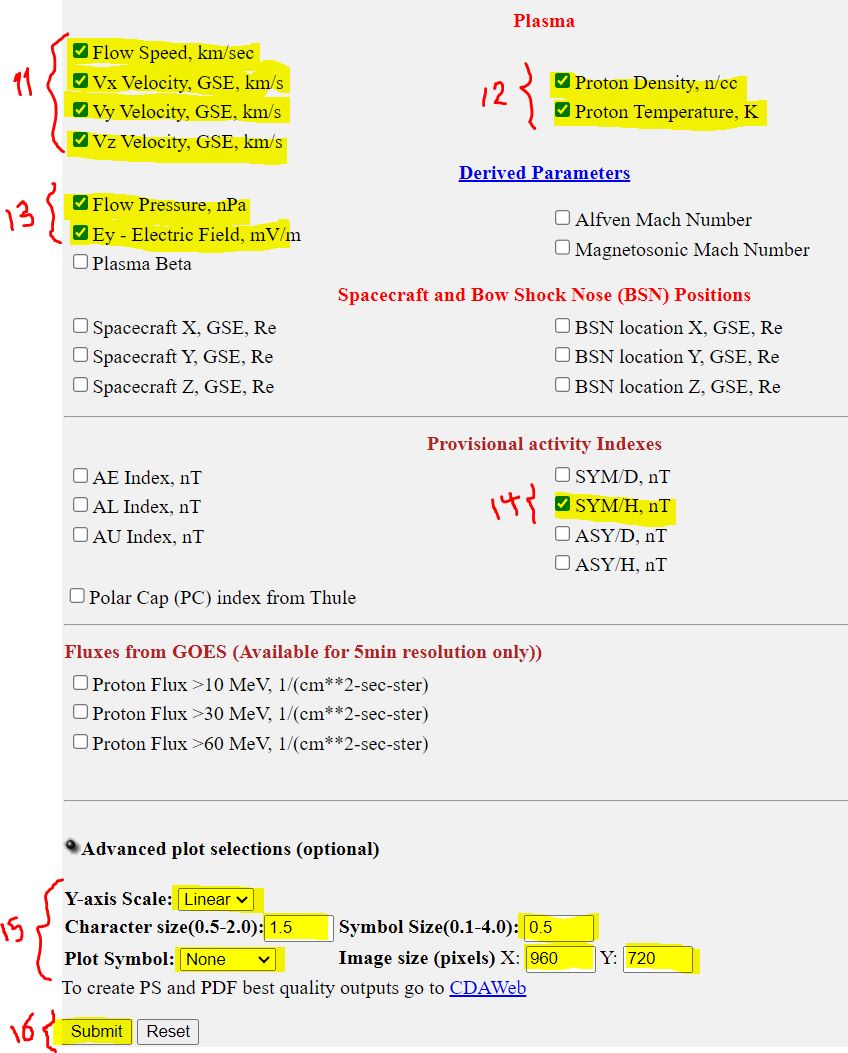 Plasma
11
Flow Speed, km/sec
Vx Velocity, GSE, km/s
Vy Velocity, GSE, km/s
Vz Velocity, GSE, km/s
12
Proton Density, n/cc
Proton Temperature, K
Derived Parameters
13
Flow Pressure, nPa
Ey - Electric Field, mV/m
Plasma Beta
Alfven Mach Number
Magnetosonic Mach Number
Spacecraft and Bow Shock Nose (BSN) Positions
Spacecraft X, GSE, Re
Spacecraft Y, GSE, Re
Spacecraft Z, GSE, Re
BSN location X, GSE, Re
BSN location Y, GSE, Re
BSN location Z, GSE, Re
Provisional activity Indexes
AE Index, nT
AL Index, nT
AU Index, nT
14
SYM/D, nT
SYM/H, nT
ASY/D, nT
ASY/H, nT
Polar Cap (PC) index from Thule
Fluxes from GOES (Available for 5min resolution only))
Proton Flux >10 MeV, 1/(cm**2-sec-ster)
Proton Flux >30 MeV, 1/(cm**2-sec-ster)
Proton Flux >60 MeV, 1/(cm**2-sec-ster)
Advanced plot selections (optional)
15
Y-axis Scale: Linear
Character size(0.5-2.0): 1.5 Symbol Size(0.1-4.0): 0.5
Plot Symbol: None Image size (pixels) X: 960 Y: 720
To create PS and PDF best quality outputs go to CDAWeb
16
Submit Reset